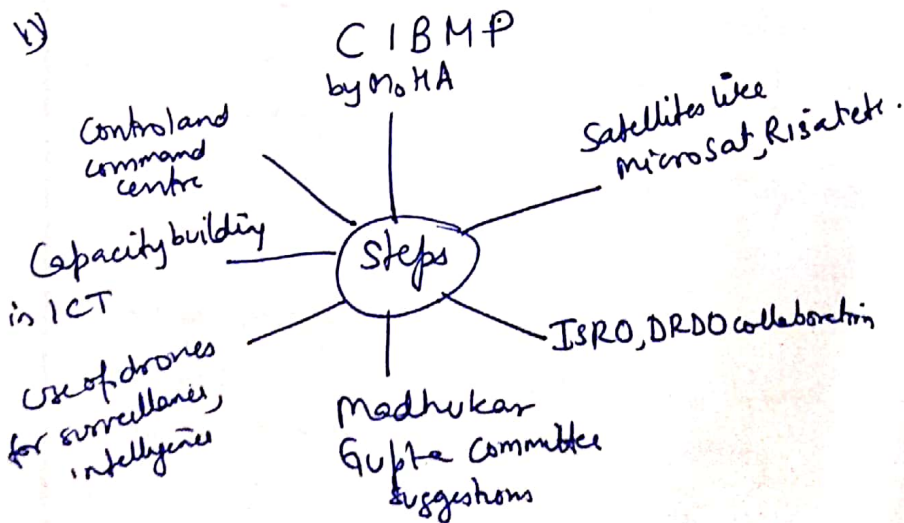 V)
CIBMP
by MoHA
Satellites like
Microsat, Risat etc.
Control and
command
centre
Capacity building
in ICT
Steps
ISRO, DRDO collaboration
Use of drones
for surveillance,
intelligence
Madhukar
Gupta Committee
suggestions